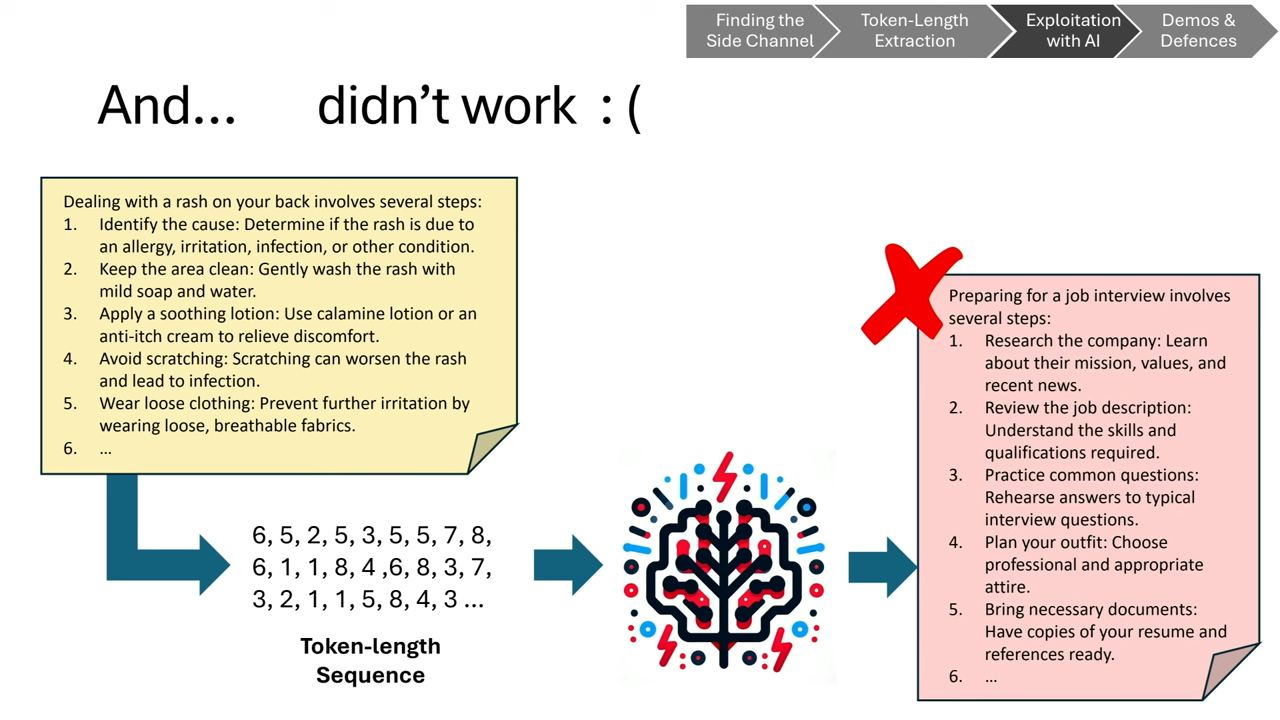 Finding the
Side Channel
Token-Length
Extraction
Exploitation
with AI
Demos &
Defences
And... didn't work : (
Dealing with a rash on your back involves several steps:
1. Identify the cause: Determine if the rash is due to
an allergy, irritation, infection, or other condition.
2. Keep the area clean: Gently wash the rash with
mild soap and water.
3. Apply a soothing lotion: Use calamine lotion or an
anti-itch cream to relieve discomfort.
4. Avoid scratching: Scratching can worsen the rash
and lead to infection.
5. Wear loose clothing: Prevent further irritation by
wearing loose, breathable fabrics.
6. ...
6, 5, 2, 5, 3, 5, 5, 7, 8,
6, 1, 1, 8, 4 ,6, 8, 3, 7,
3, 2, 1, 1, 5, 8, 4, 3 ...
Token-length
Sequence
Preparing for a job interview involves
several steps:
1. Research the company: Learn
about their mission, values, and
recent news.
2. Review the job description:
Understand the skills and
qualifications required.
3. Practice common questions:
Rehearse answers to typical
interview questions.
4. Plan your outfit: Choose
professional and appropriate
attire.
5. Bring necessary documents:
Have copies of your resume and
references ready.
6. ...